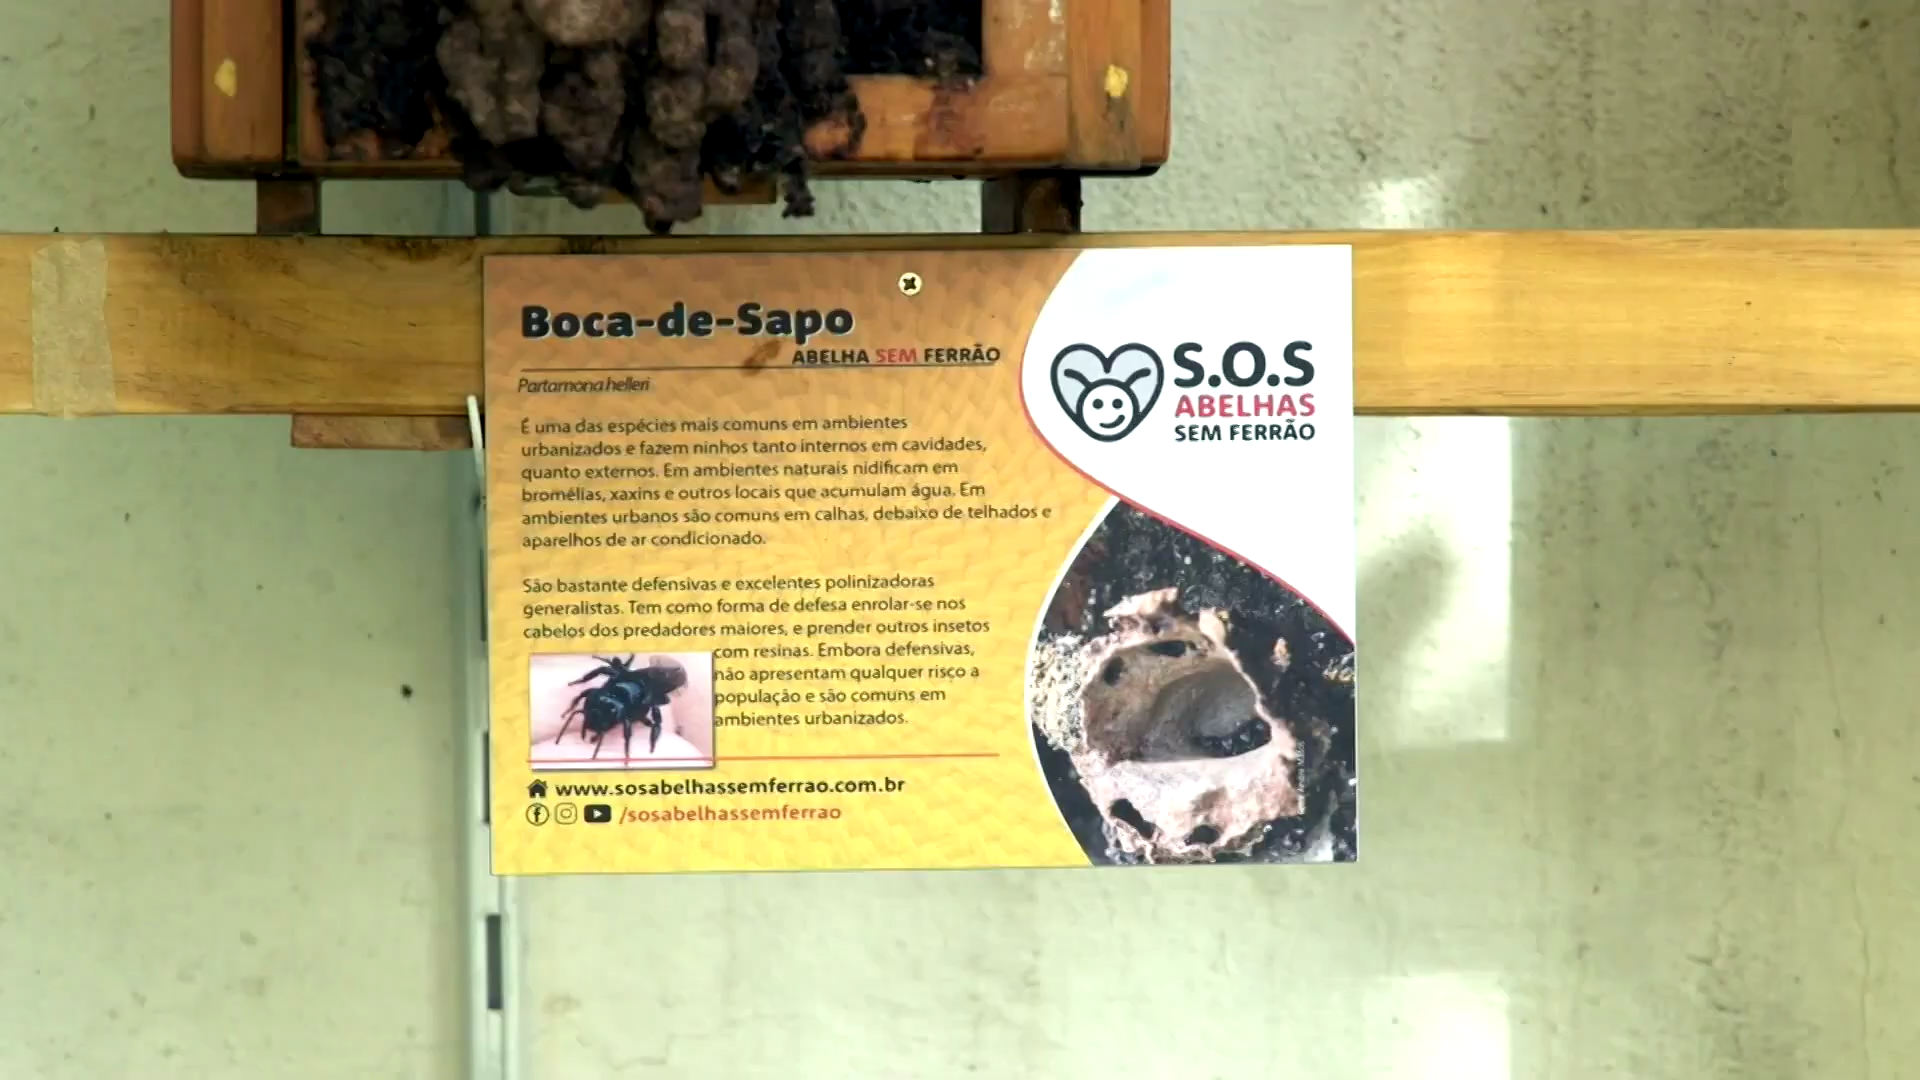 Boca-de-Sapo
ABELHA SEM FERRÃO
Partamona helleri
É uma das espécies mais comuns em ambientes
urbanizados e fazem ninhos tanto internos em cavidades,
quanto externos. Em ambientes naturais nidificam em
bromélias, xaxins e outros locais que acumulam água. Em
ambientes urbanos são comuns em calhas, debaixo de telhados e
aparelhos de ar condicionado.
São bastante defensivas e excelentes polinizadoras
generalistas. Tem como forma de defesa enrolar-se nos
cabelos dos predadores maiores, e prender outros insetos
com resinas. Embora defensivas,
não apresentam qualquer risco a
população e são comuns em
ambientes urbanizados.
www.sosabelhassemferrao.com.br
/sosabelhassemferrao
S.O.S
ABELHAS
SEM FERRÃO